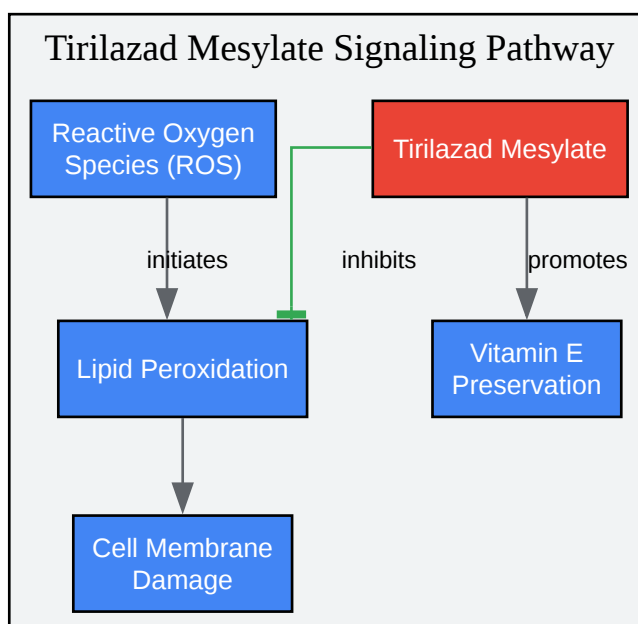 Tirilazad Mesylate Signaling Pathway
Reactive Oxygen
Species (ROS)
Tirilazad Mesylate
initiates
inhibits
promotes
Lipid Peroxidation
Vitamin E
Preservation
Cell Membrane
Damage